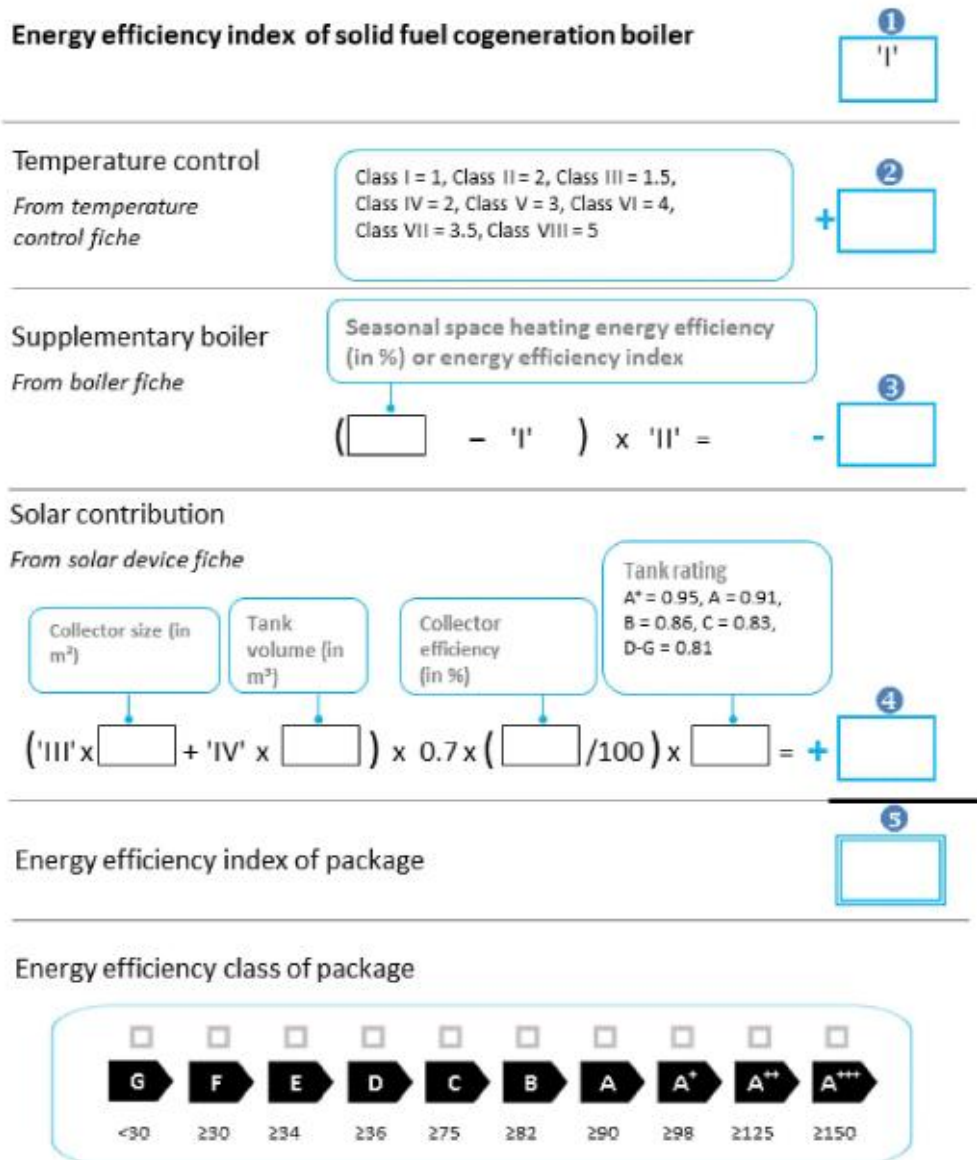 Energy efficiency index of solid fuel cogeneration boiler
1
'I'
Temperature control
From temperature
control fiche
Class I = 1, Class II = 2, Class III = 1.5,
Class IV = 2, Class V = 3, Class VI = 4,
Class VII = 3.5, Class VIII = 5
2
+
Supplementary boiler
From boiler fiche
Seasonal space heating energy efficiency
(in %) or energy efficiency index
3
( – 'I' ) x 'II' = -
Solar contribution
From solar device fiche
Collector size (in
m²)
Tank
volume (in
m³)
Collector
efficiency
(in %)
Tank rating
A* = 0.95, A = 0.91,
B = 0.86, C = 0.83,
D-G = 0.81
4
('III' x + 'IV' x ) x 0.7 x ( /100 ) x = +
5
Energy efficiency index of package
Energy efficiency class of package
G F E D C B A A⁺ A⁺⁺ A⁺⁺⁺
<30 ≥30 ≥34 ≥36 ≥75 ≥82 ≥90 ≥98 ≥125 ≥150